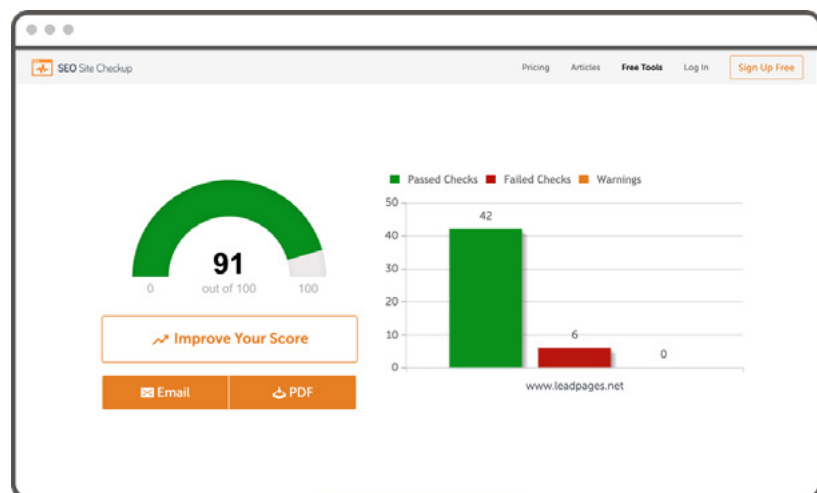 SEO Site Checkup
Pricing Articles Free Tools Log In Sign Up Free
91
0 out of 100 100
Improve Your Score
Email PDF
Passed Checks Failed Checks Warnings
50
40
30
20
10
0
42
6
0
www.leadpages.net